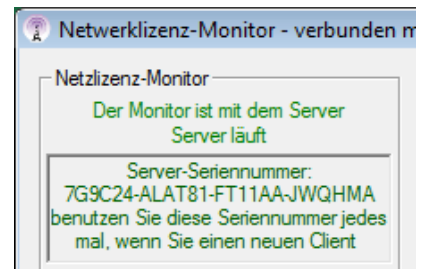 Netwerklizenz-Monitor - verbunden m
Netzlizenz-Monitor
Der Monitor ist mit dem Server
Server läuft
Server-Seriennummer:
7G9C24-ALAT81-FT11AA-JWQHMA
benutzen Sie diese Seriennummer jedes
mal, wenn Sie einen neuen Client